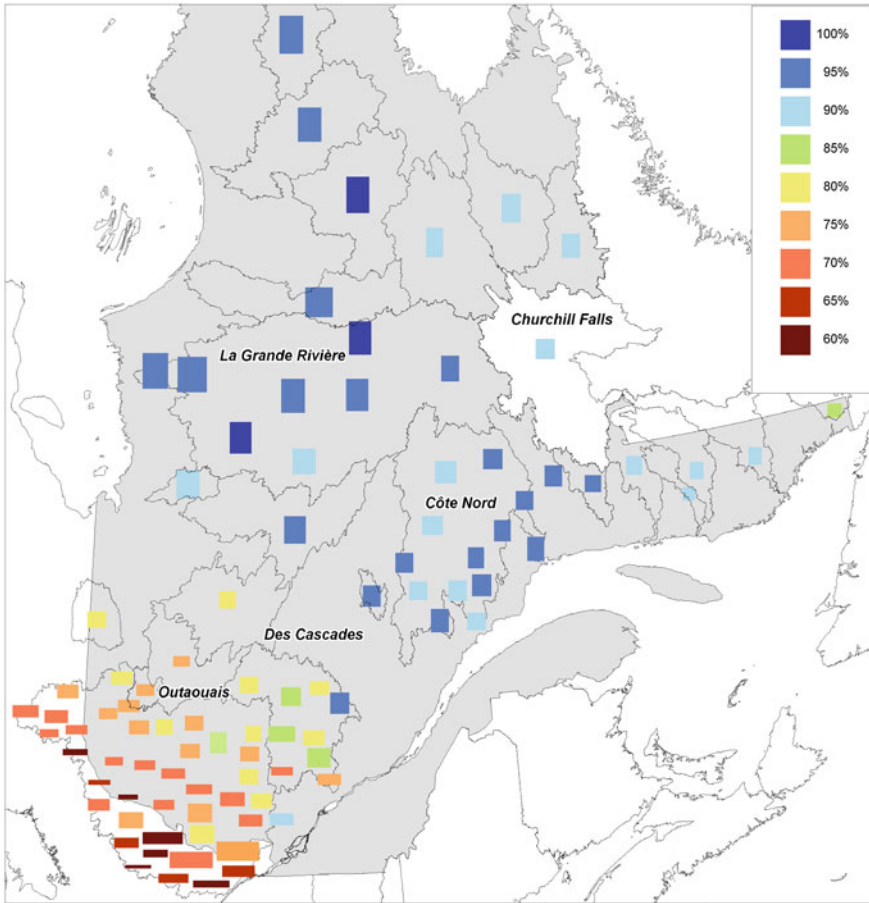 100%
95%
90%
85%
80%
75%
70%
65%
60%
Churchill Falls
La Grande Rivière
Côte Nord
Des Cascades
Outaouais